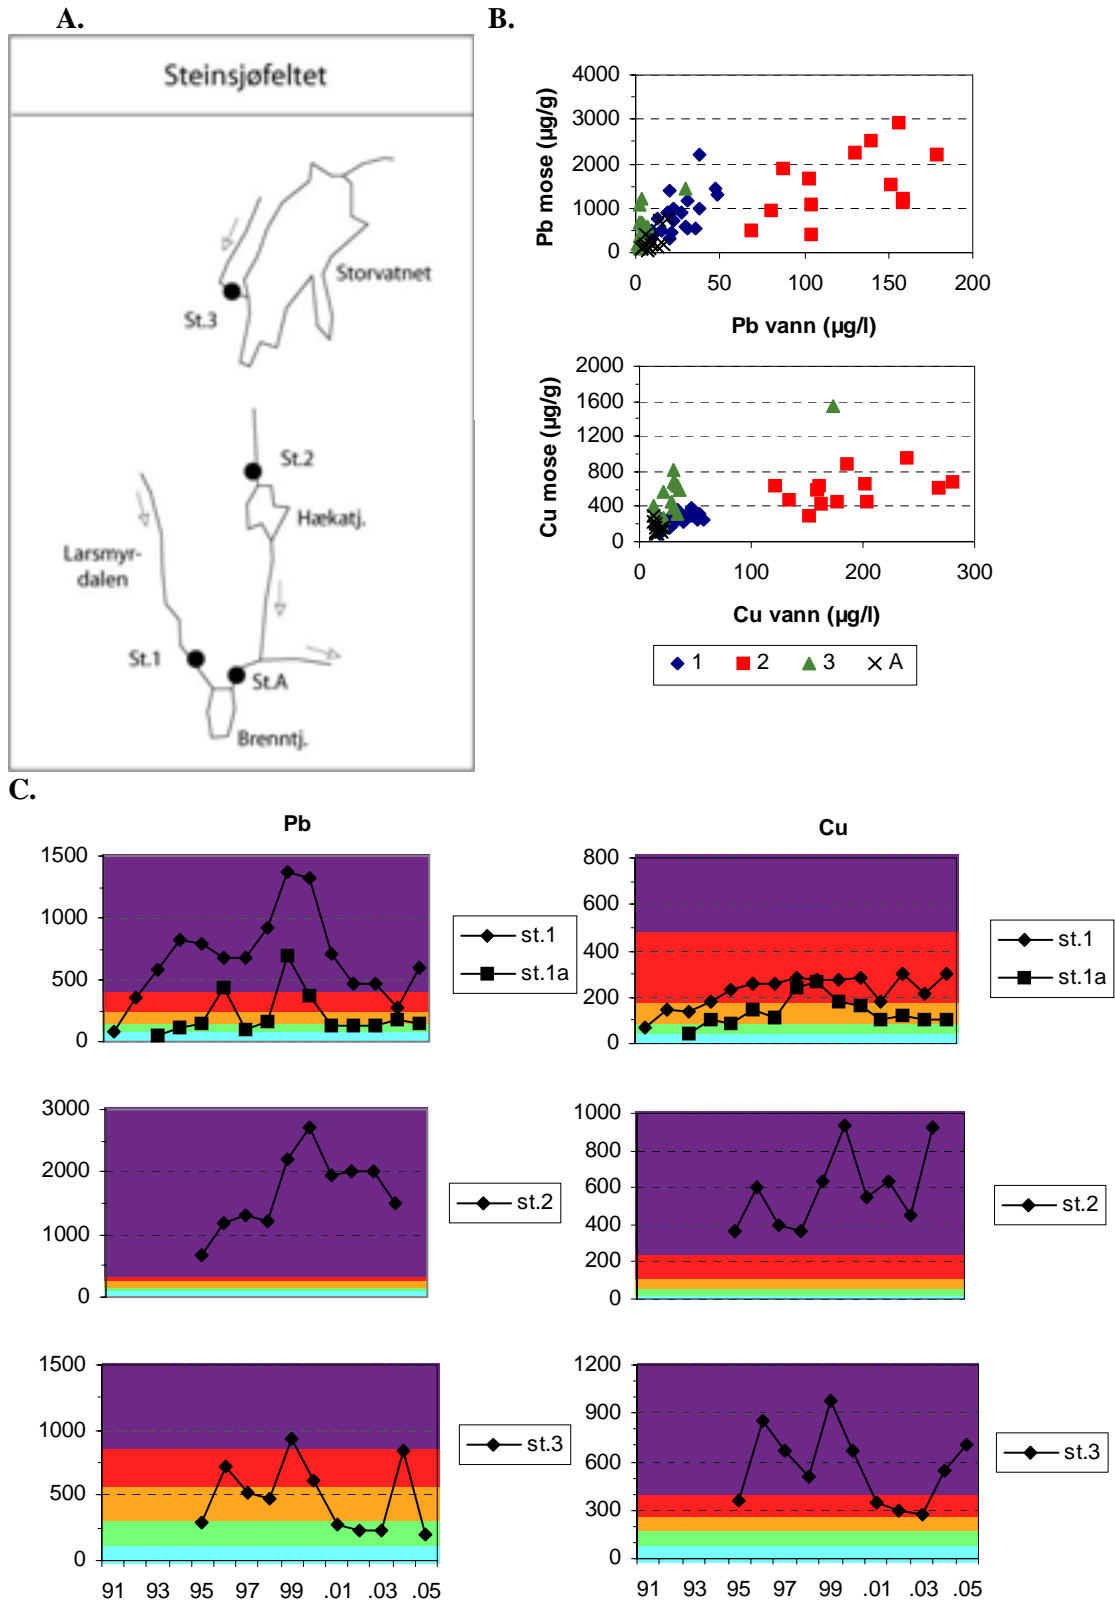 A.
B.
Steinsjøfeltet
Storvatnet
St.3
St.2
Hækatj.
Larsmyr-
dalen
St.1
St.A
Brenntj.
Pb mose (µg/g)
4000
3000
2000
1000
0
0 50 100 150 200
Pb vann (µg/l)
Cu mose (µg/g)
2000
1600
1200
800
400
0
0 100 200 300
Cu vann (µg/l)
1 2 3 A
C.
Pb
1500
1000
500
0
st.1
st.1a
Cu
800
600
400
200
0
st.1
st.1a
3000
2000
1000
0
st.2
1000
800
600
400
200
0
st.2
1500
1000
500
0
91 93 95 97 99 .01 .03 .05
st.3
1200
900
600
300
0
91 93 95 97 99 .01 .03 .05
st.3